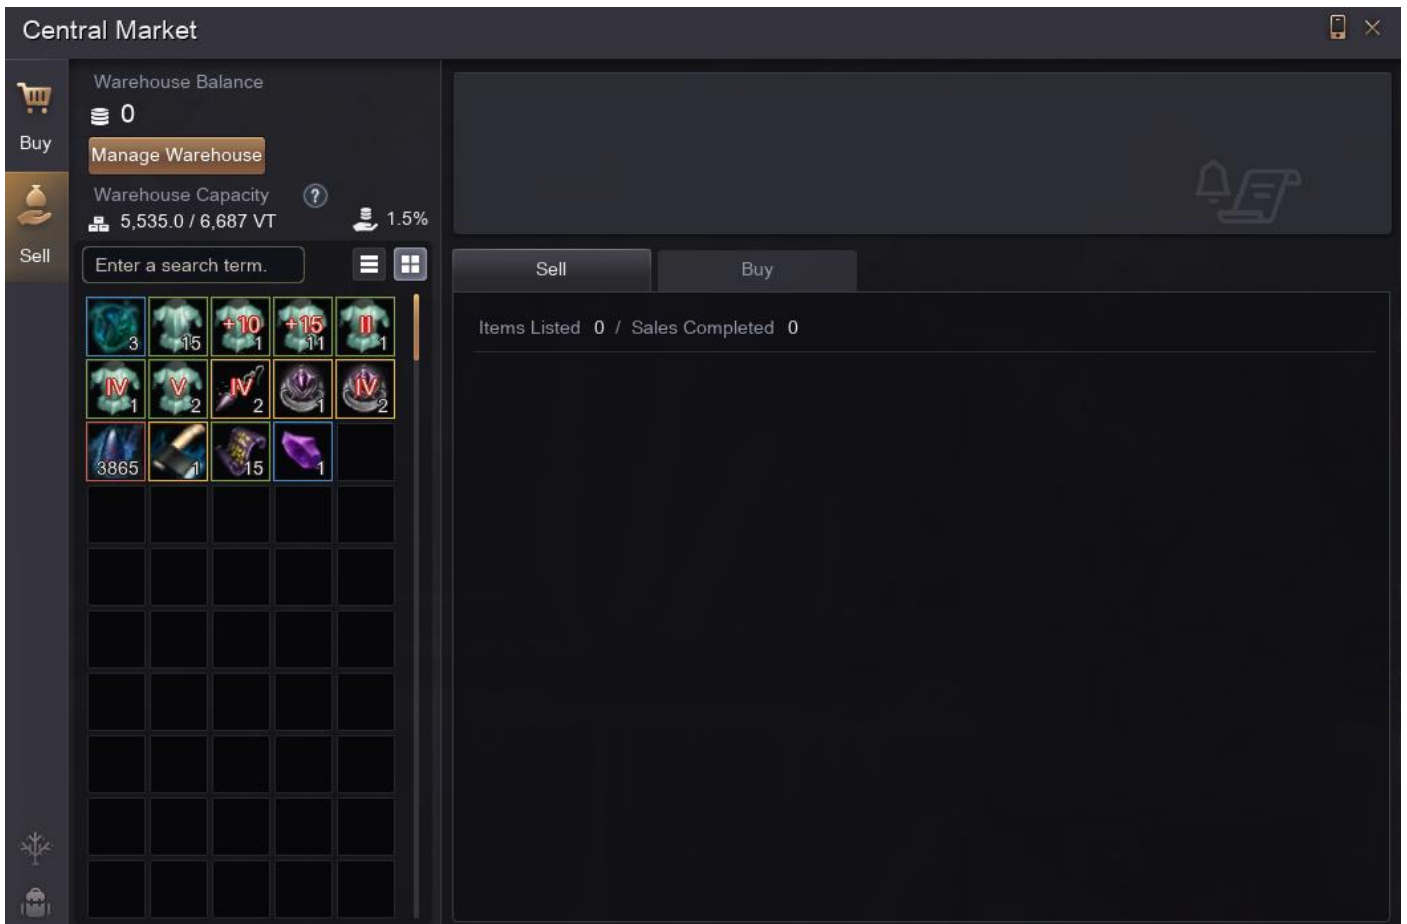 Central Market
Buy
Sell
Warehouse Balance
0
Manage Warehouse
Warehouse Capacity ?
5,535.0 / 6,687 VT 1.5%
Enter a search term.
3 15 +10 1 +15 11 II 1
IV 1 V 2 IV 2 1 IV 2
3865 1 15 1
Sell Buy
Items Listed 0 / Sales Completed 0